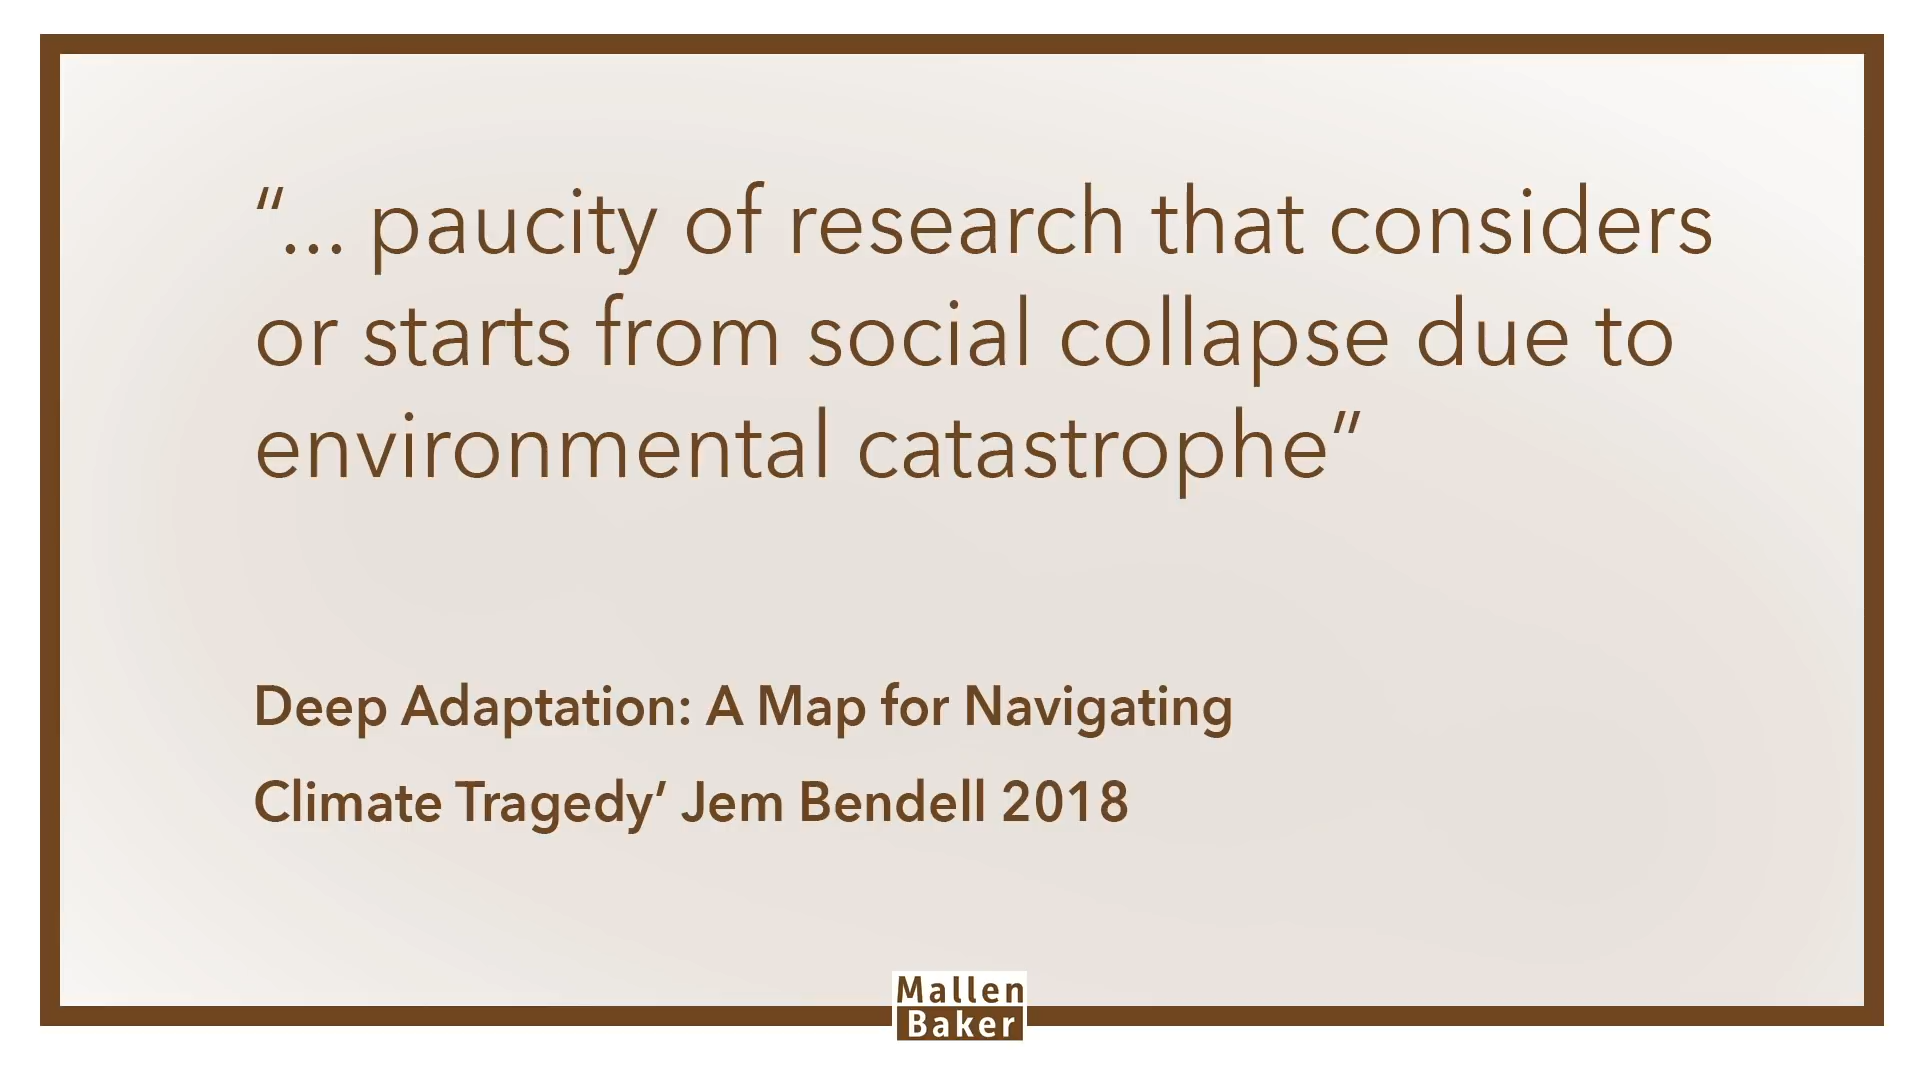 “... paucity of research that considers
or starts from social collapse due to
environmental catastrophe”
Deep Adaptation: A Map for Navigating
Climate Tragedy’ Jem Bendell 2018
Mallen
Baker